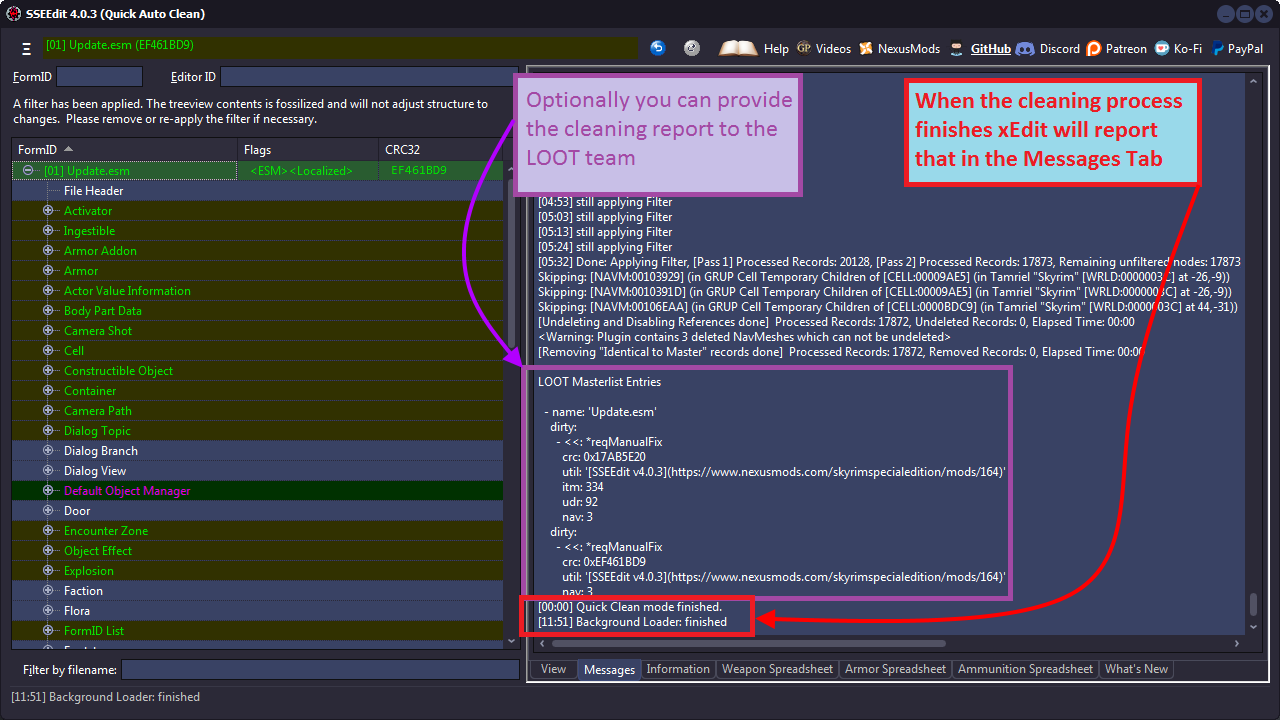 SSEEdit 4.0.3 (Quick Auto Clean)
[01] Update.esm (EF461BD9)
Help
GP Videos
NexusMods
GitHub
Discord
Patreon
Ko-Fi
PayPal
FormID
Editor ID
A filter has been applied. The treeview contents is fossilized and will not adjust structure to
changes. Please remove or re-apply the filter if necessary.
FormID Flags CRC32
[01] Update.esm <ESM><Localized> EF461BD9
File Header
Activator
Ingestible
Armor Addon
Armor
Actor Value Information
Body Part Data
Camera Shot
Cell
Constructible Object
Container
Camera Path
Dialog Topic
Dialog Branch
Dialog View
Default Object Manager
Door
Encounter Zone
Object Effect
Explosion
Faction
Flora
FormID List
Filter by filename:
[11:51] Background Loader: finished
Optionally you can provide
the cleaning report to the
LOOT team
When the cleaning process
finishes xEdit will report
that in the Messages Tab
[04:53] still applying Filter
[05:03] still applying Filter
[05:13] still applying Filter
[05:24] still applying Filter
[05:32] Done: Applying Filter, [Pass 1] Processed Records: 20128, [Pass 2] Processed Records: 17873, Remaining unfiltered nodes: 17873
Skipping: [NAVM:00103929] (in GRUP Cell Temporary Children of [CELL:00009AE5] (in Tamriel "Skyrim" [WRLD:0000003C] at -26,-9))
Skipping: [NAVM:0010391D] (in GRUP Cell Temporary Children of [CELL:00009AE5] (in Tamriel "Skyrim" [WRLD:0000003C] at -26,-9))
Skipping: [NAVM:00106EAA] (in GRUP Cell Temporary Children of [CELL:0000BDC9] (in Tamriel "Skyrim" [WRLD:0000003C] at 44,-31))
[Undeleting and Disabling References done] Processed Records: 17872, Undeleted Records: 0, Elapsed Time: 00:00
<Warning: Plugin contains 3 deleted NavMeshes which can not be undeleted>
[Removing "Identical to Master" records done] Processed Records: 17872, Removed Records: 0, Elapsed Time: 00:00
LOOT Masterlist Entries
- name: 'Update.esm'
dirty:
- <<: *reqManualFix
crc: 0x17AB5E20
util: '[SSEEdit v4.0.3](https://www.nexusmods.com/skyrimspecialedition/mods/164)'
itm: 334
udr: 92
nav: 3
dirty:
- <<: *reqManualFix
crc: 0xEF461BD9
util: '[SSEEdit v4.0.3](https://www.nexusmods.com/skyrimspecialedition/mods/164)'
nav: 3
[00:00] Quick Clean mode finished.
[11:51] Background Loader: finished
View
Messages
Information
Weapon Spreadsheet
Armor Spreadsheet
Ammunition Spreadsheet
What's New